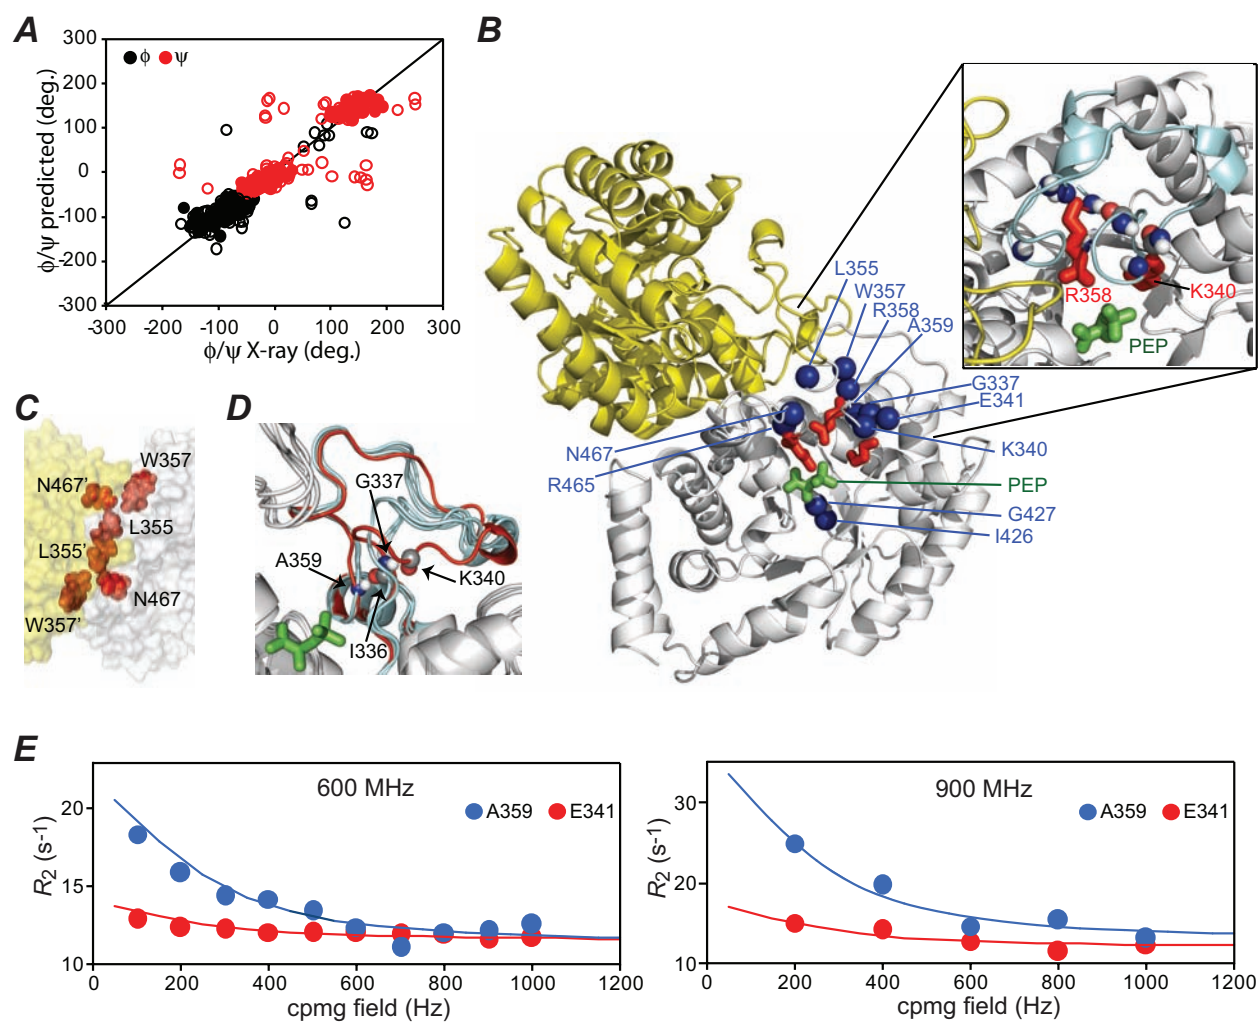 A
300
200
100
0
-100
-200
-300
ϕ ψ
ϕ/ψ predicted (deg.)
-300 -200 -100 0 100 200 300
ϕ/ψ X-ray (deg.)
B
L355
W357
R358
A359
G337
E341
K340
N467
R465
PEP
G427
I426
R358
K340
PEP
C
W357
N467'
L355
L355'
N467
W357'
D
G337
A359
K340
I336
E
600 MHz
A359 E341
20
15
10
R2 (s-1)
0 200 400 600 800 1000 1200
cpmg field (Hz)
900 MHz
A359 E341
30
20
10
R2 (s-1)
0 200 400 600 800 1000 1200
cpmg field (Hz)